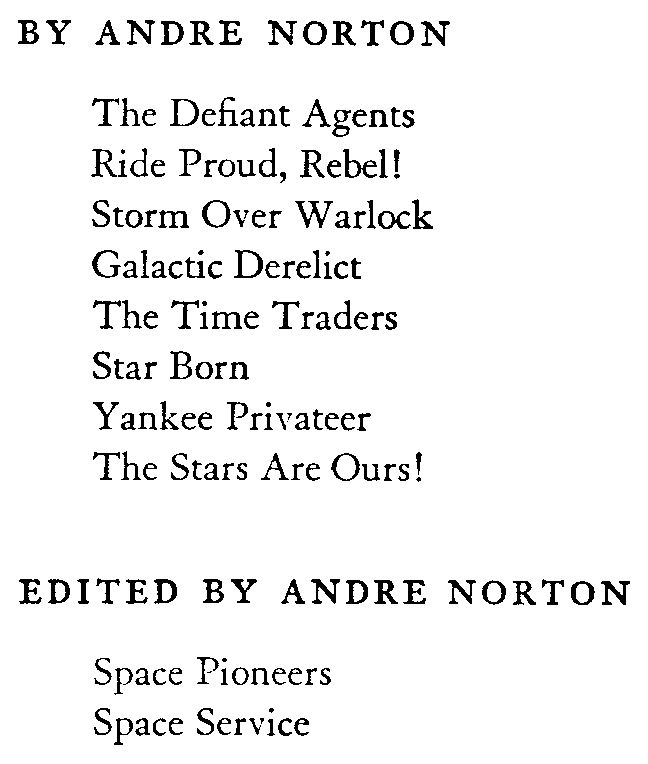 BY ANDRE NORTON
The Defiant Agents
Ride Proud, Rebel!
Storm Over Warlock
Galactic Derelict
The Time Traders
Star Born
Yankee Privateer
The Stars Are Ours!
EDITED BY ANDRE NORTON
Space Pioneers
Space Service